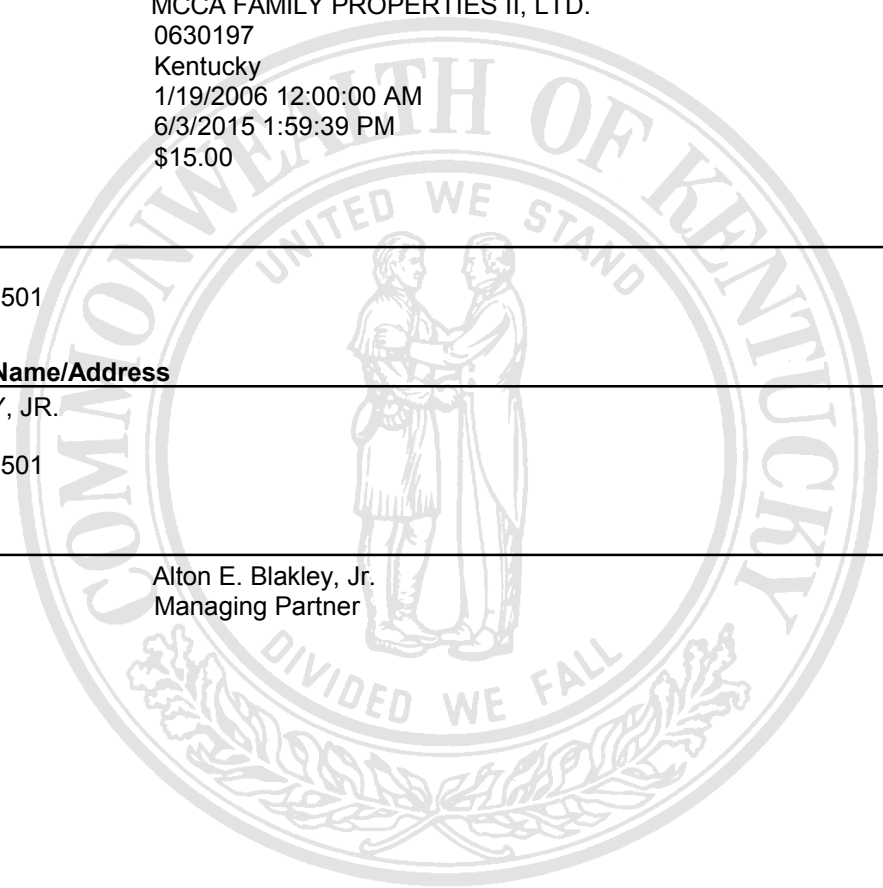 MCCA FAMILY PROPERTIES II, LTD.
0630197
Kentucky
1/19/2006 12:00:00 AM
6/3/2015 1:59:39 PM
$15.00
COMMONWEALTH OF KENTUCKY
UNITED WE STAND
501
Name/Address
, JR.
501
Alton E. Blakley, Jr.
Managing Partner
DIVIDED WE FALL